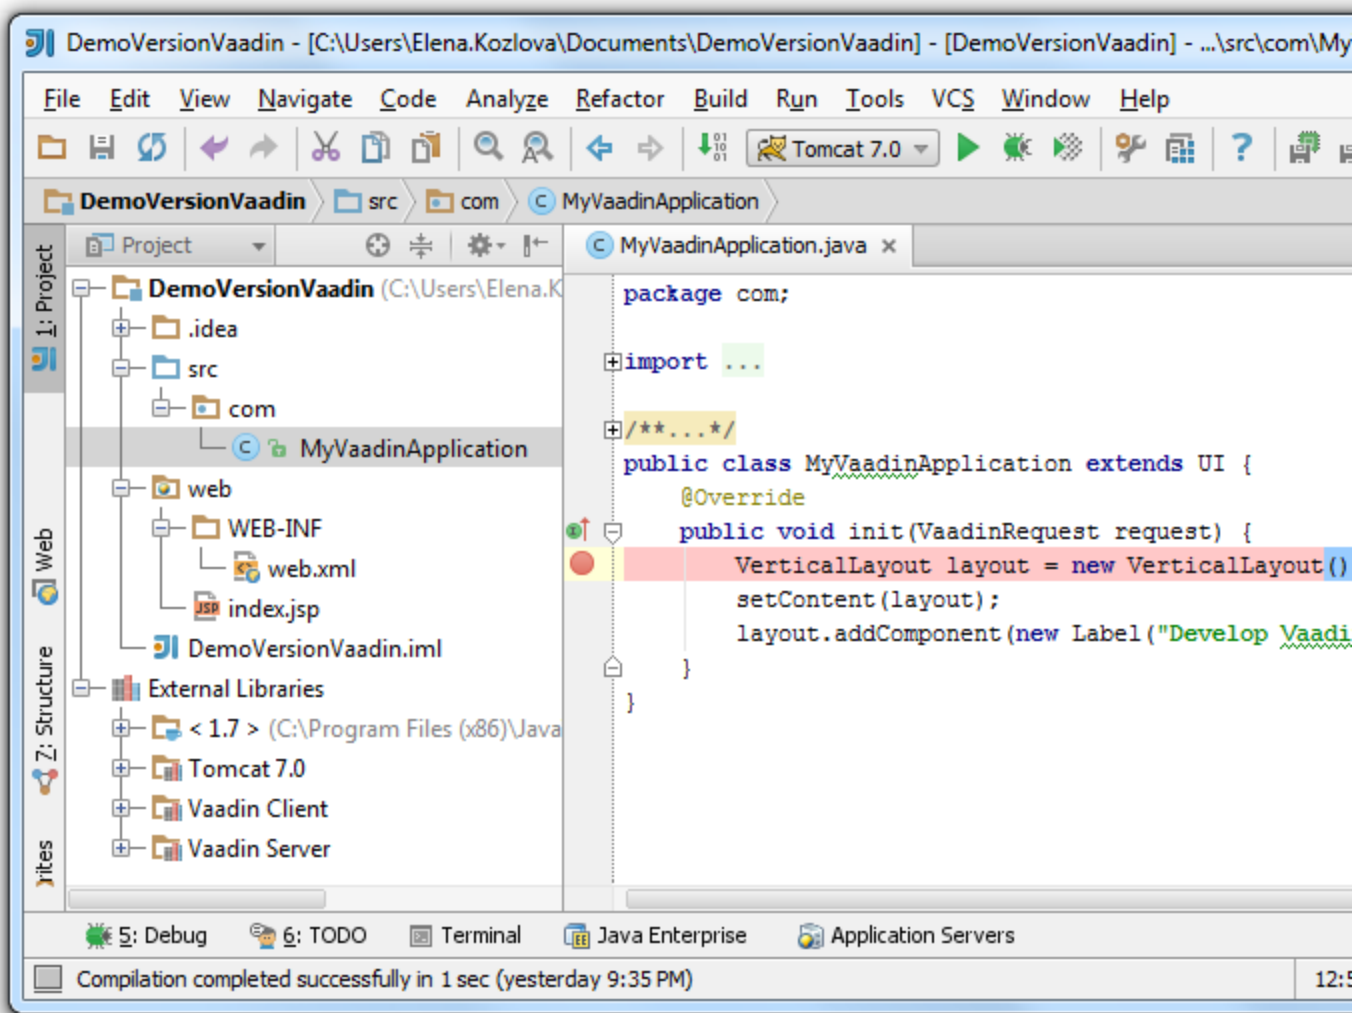 DemoVersionVaadin - [C:\Users\Elena.Kozlova\Documents\DemoVersionVaadin] - [DemoVersionVaadin] - ...\src\com\My
File Edit View Navigate Code Analyze Refactor Build Run Tools VCS Window Help
Tomcat 7.0
DemoVersionVaadin src com MyVaadinApplication
1: Project
Web
7: Structure
rites
Project
DemoVersionVaadin (C:\Users\Elena.K
.idea
src
com
MyVaadinApplication
web
WEB-INF
web.xml
index.jsp
DemoVersionVaadin.iml
External Libraries
< 1.7 > (C:\Program Files (x86)\Java
Tomcat 7.0
Vaadin Client
Vaadin Server
MyVaadinApplication.java
package com;
import ...
/**...*/
public class MyVaadinApplication extends UI {
@Override
public void init(VaadinRequest request) {
VerticalLayout layout = new VerticalLayout()
setContent(layout);
layout.addComponent(new Label("Develop Vaadi
}
}
5: Debug 6: TODO Terminal Java Enterprise Application Servers
Compilation completed successfully in 1 sec (yesterday 9:35 PM) 12:5